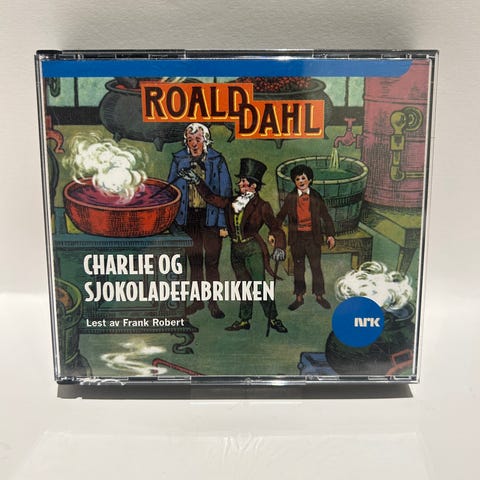 ROALD DAHL
CHARLIE OG
SJOKOLADEFABRIKKEN
Lest av Frank Robert
NRK